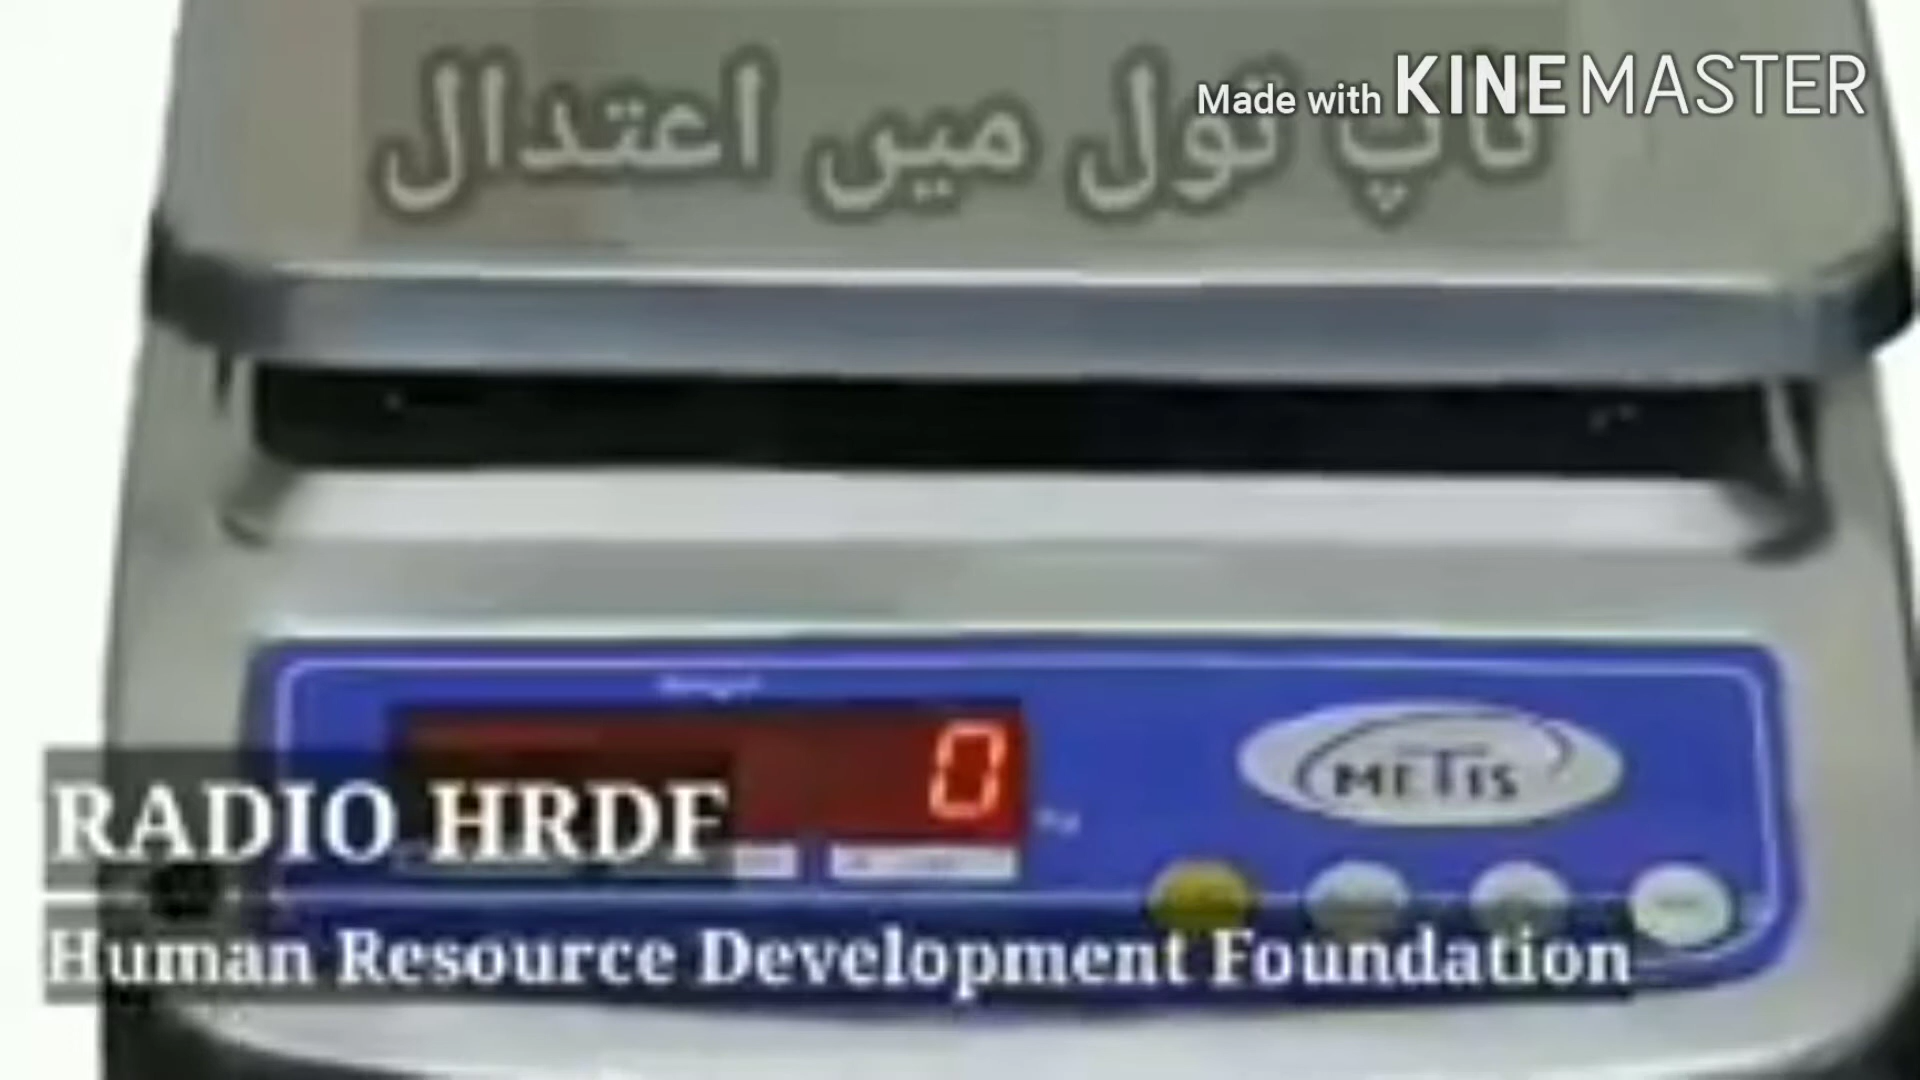 ناپ تول میں اعتدال
Made with KINEMASTER
0
METIS
RADIO HRDF
Human Resource Development Foundation